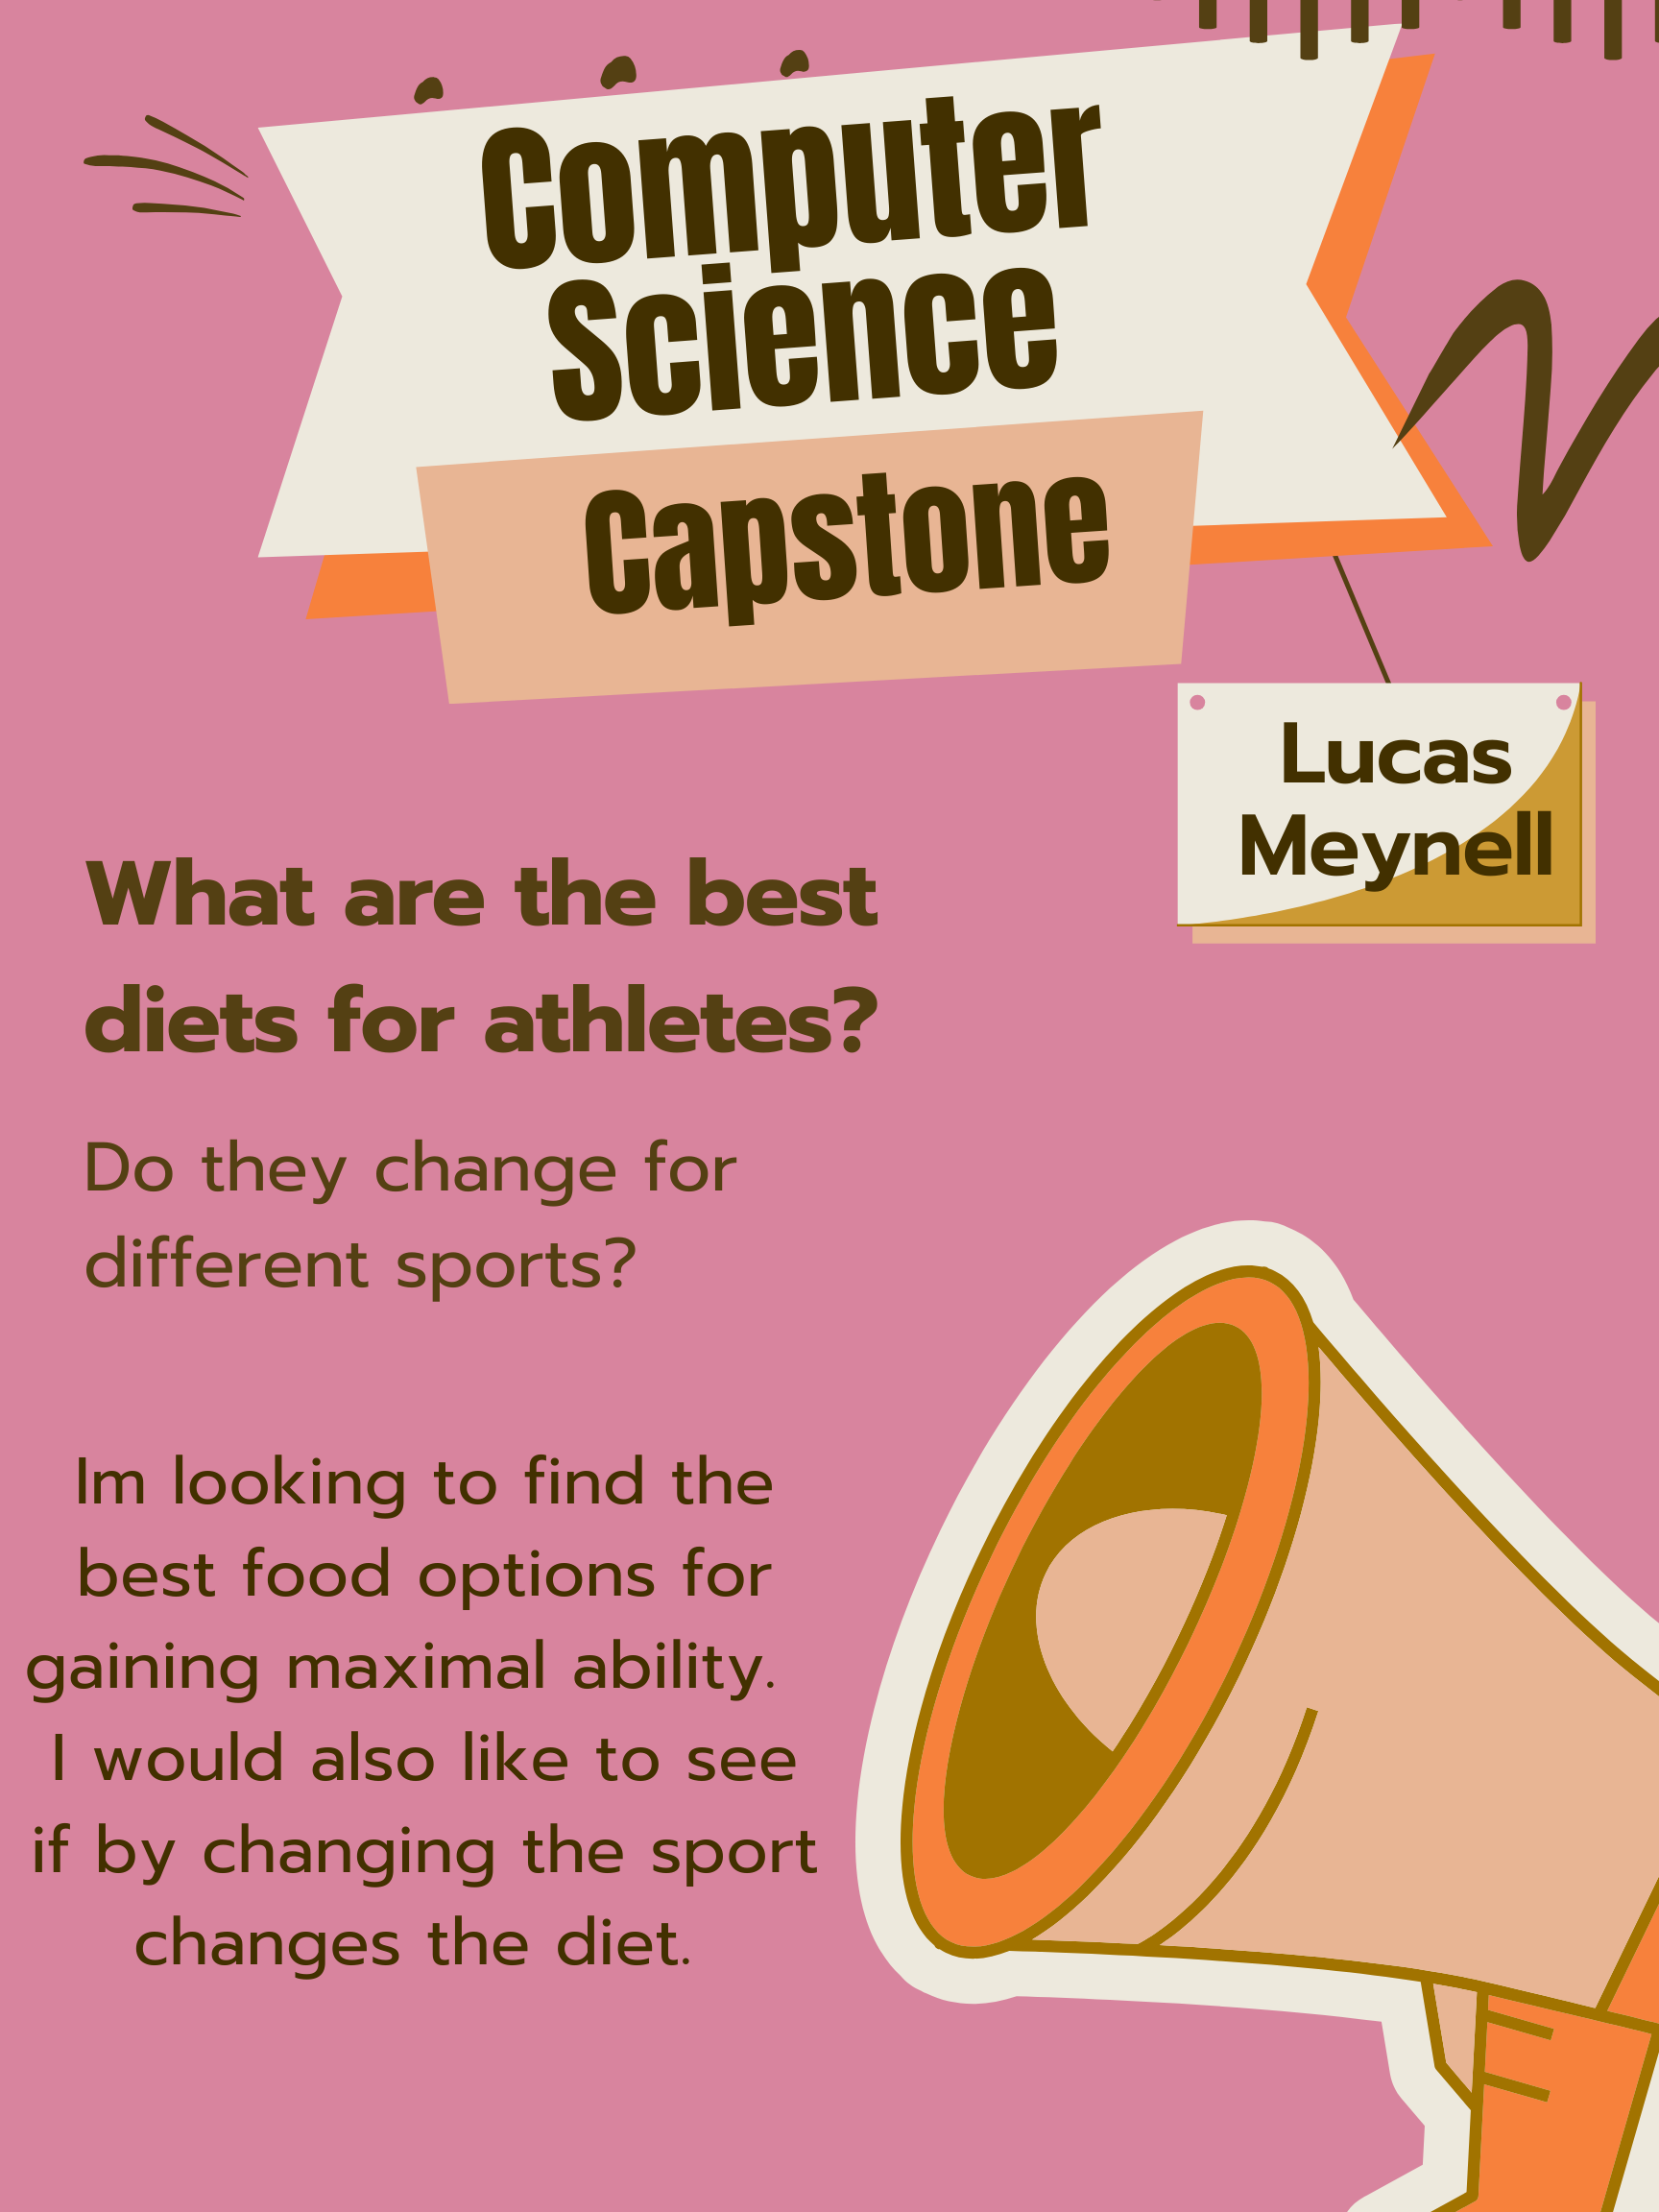 Computer
Science
Capstone
Lucas
Meynell
What are the best
diets for athletes?
Do they change for
different sports?
Im looking to find the
best food options for
gaining maximal ability.
I would also like to see
if by changing the sport
changes the diet.